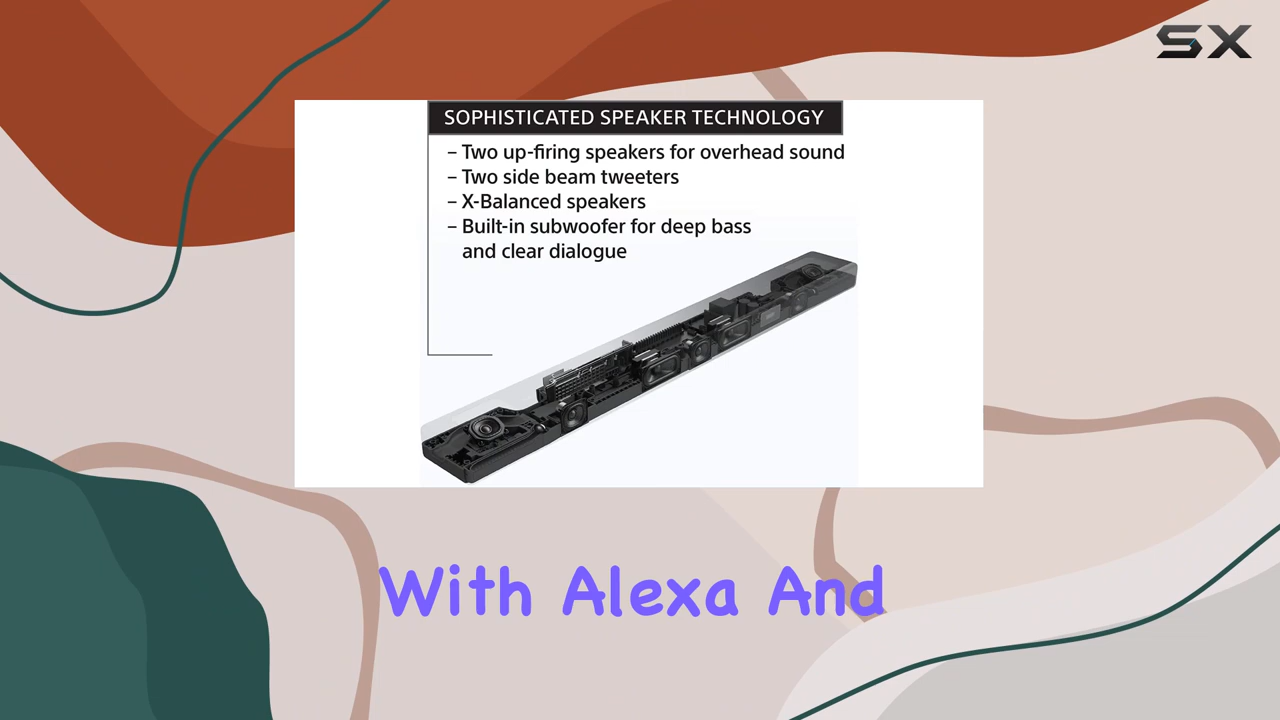 SX
SOPHISTICATED SPEAKER TECHNOLOGY
– Two up-firing speakers for overhead sound
– Two side beam tweeters
– X-Balanced speakers
– Built-in subwoofer for deep bass
and clear dialogue
With Alexa And